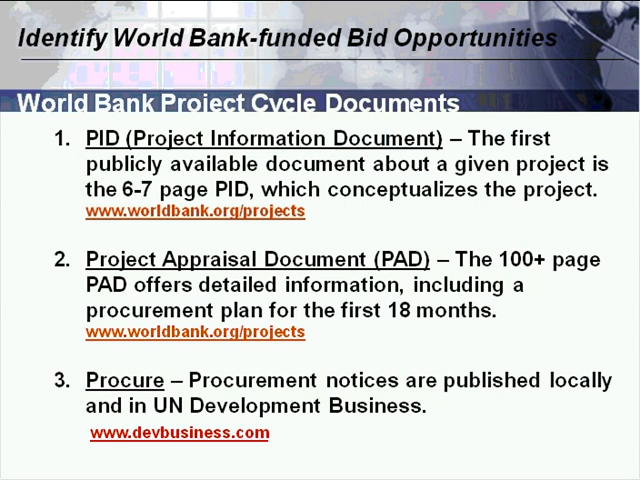 Identify World Bank-funded Bid Opportunities
World Bank Project Cycle Documents
1. PID (Project Information Document) – The first
publicly available document about a given project is
the 6-7 page PID, which conceptualizes the project.
www.worldbank.org/projects
2. Project Appraisal Document (PAD) – The 100+ page
PAD offers detailed information, including a
procurement plan for the first 18 months.
www.worldbank.org/projects
3. Procure – Procurement notices are published locally
and in UN Development Business.
www.devbusiness.com